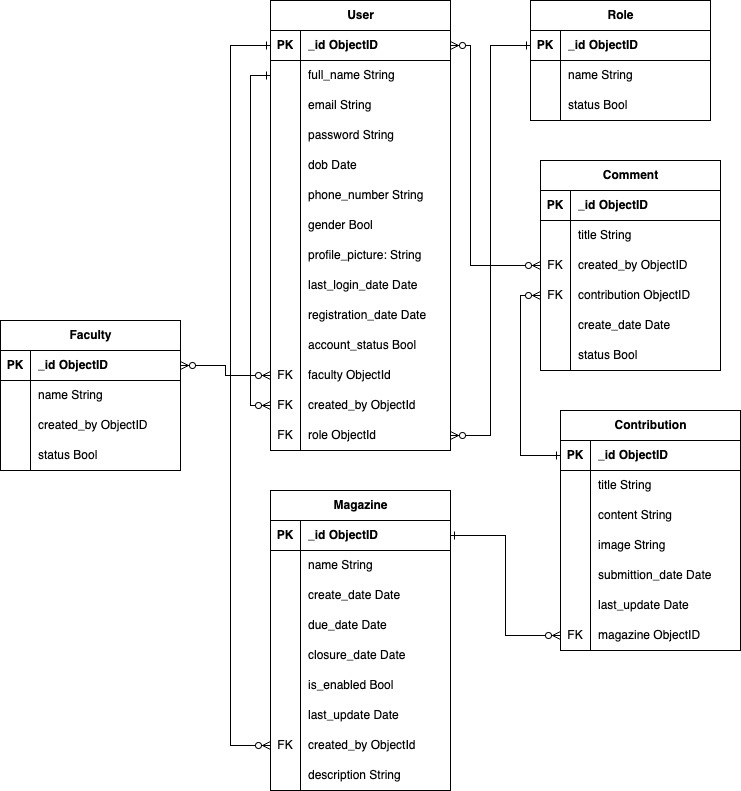 User
PK _id ObjectID
full_name String
email String
password String
dob Date
phone_number String
gender Bool
profile_picture: String
last_login_date Date
registration_date Date
account_status Bool
FK faculty ObjectId
FK created_by ObjectId
FK role ObjectId
Role
PK _id ObjectID
name String
status Bool
Comment
PK _id ObjectID
title String
FK created_by ObjectID
FK contribution ObjectID
create_date Date
status Bool
Faculty
PK _id ObjectID
name String
created_by ObjectID
status Bool
Contribution
PK _id ObjectID
title String
content String
image String
submittion_date Date
last_update Date
FK magazine ObjectID
Magazine
PK _id ObjectID
name String
create_date Date
due_date Date
closure_date Date
is_enabled Bool
last_update Date
FK created_by ObjectId
description String